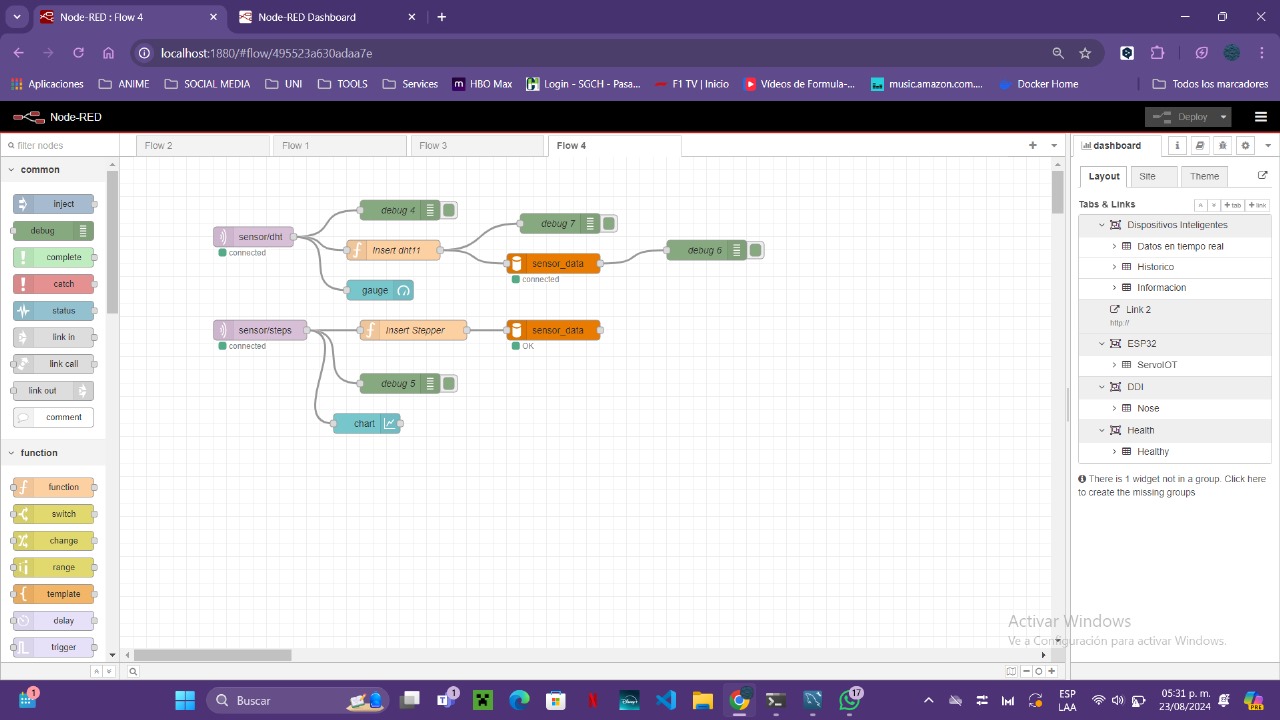 Node-RED : Flow 4
Node-RED Dashboard
localhost:1880/#flow/495523a630adaa7e
Aplicaciones
ANIME
SOCIAL MEDIA
UNI
TOOLS
Services
HBO Max
Login - SGCH - Pasa...
F1 TV | Inicio
Vídeos de Formula-...
music.amazon.com....
Docker Home
Todos los marcadores
Node-RED
Deploy
filter nodes
Flow 2
Flow 1
Flow 3
Flow 4
dashboard
common
inject
debug
complete
catch
status
link in
link call
link out
comment
function
function
switch
change
range
template
delay
trigger
debug 4
sensor/dht
connected
Insert dht11
debug 7
sensor_data
connected
debug 6
gauge
sensor/steps
connected
Insert Stepper
sensor_data
OK
debug 5
chart
Layout
Site
Theme
Tabs & Links
+ tab
+ link
Dispositivos Inteligentes
Datos en tiempo real
Historico
Informacion
Link 2
http://
ESP32
ServoIOT
DDI
Nose
Health
Healthy
There is 1 widget not in a group. Click here
to create the missing groups
Activar Windows
Ve a Configuración para activar Windows.
1
Buscar
1
17
ESP
LAA
05:31 p. m.
23/08/2024